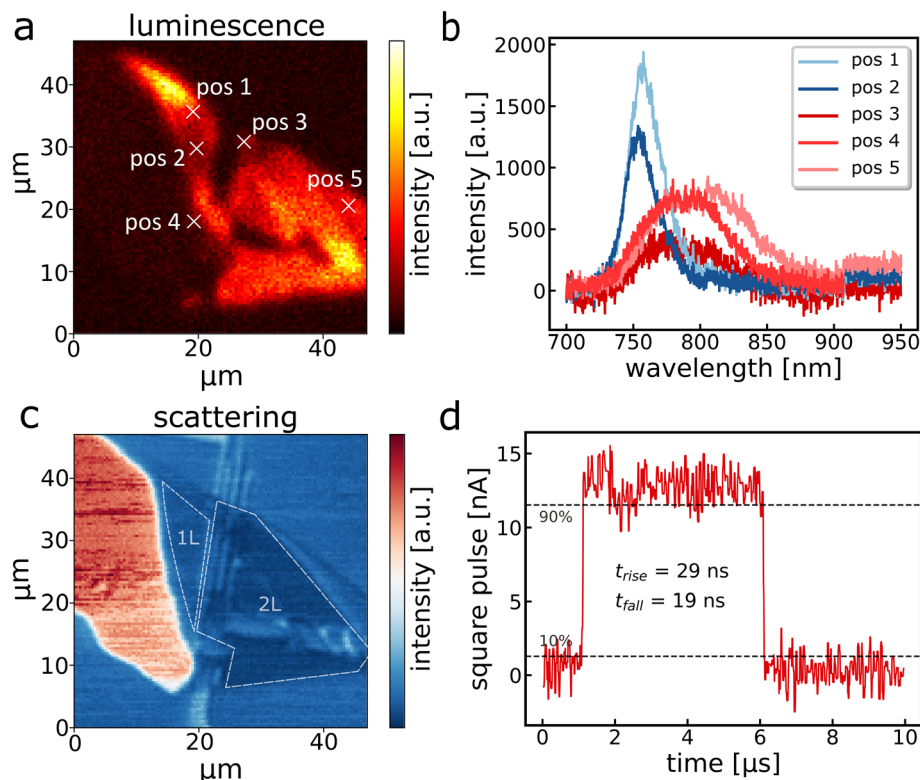 a
luminescence
40
30
20
10
0
μm
0
20
40
μm
pos 1
pos 3
pos 2
pos 5
pos 4
intensity [a.u.]
b
2000
1500
1000
500
0
intensity [a.u.]
pos 1
pos 2
pos 3
pos 4
pos 5
700
750
800
850
900
950
wavelength [nm]
c
scattering
40
30
20
10
0
μm
1L
2L
0
20
40
μm
intensity [a.u.]
d
15
10
5
0
square pulse [nA]
90%
t_rise = 29 ns
t_fall = 19 ns
10%
0
2
4
6
8
10
time [μs]